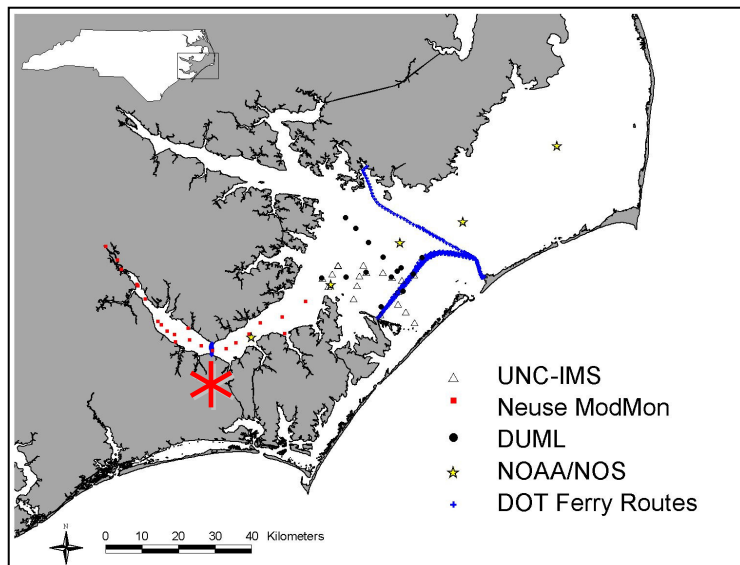 UNC-IMS
Neuse ModMon
DUML
NOAA/NOS
DOT Ferry Routes
N
0 10 20 30 40 Kilometers